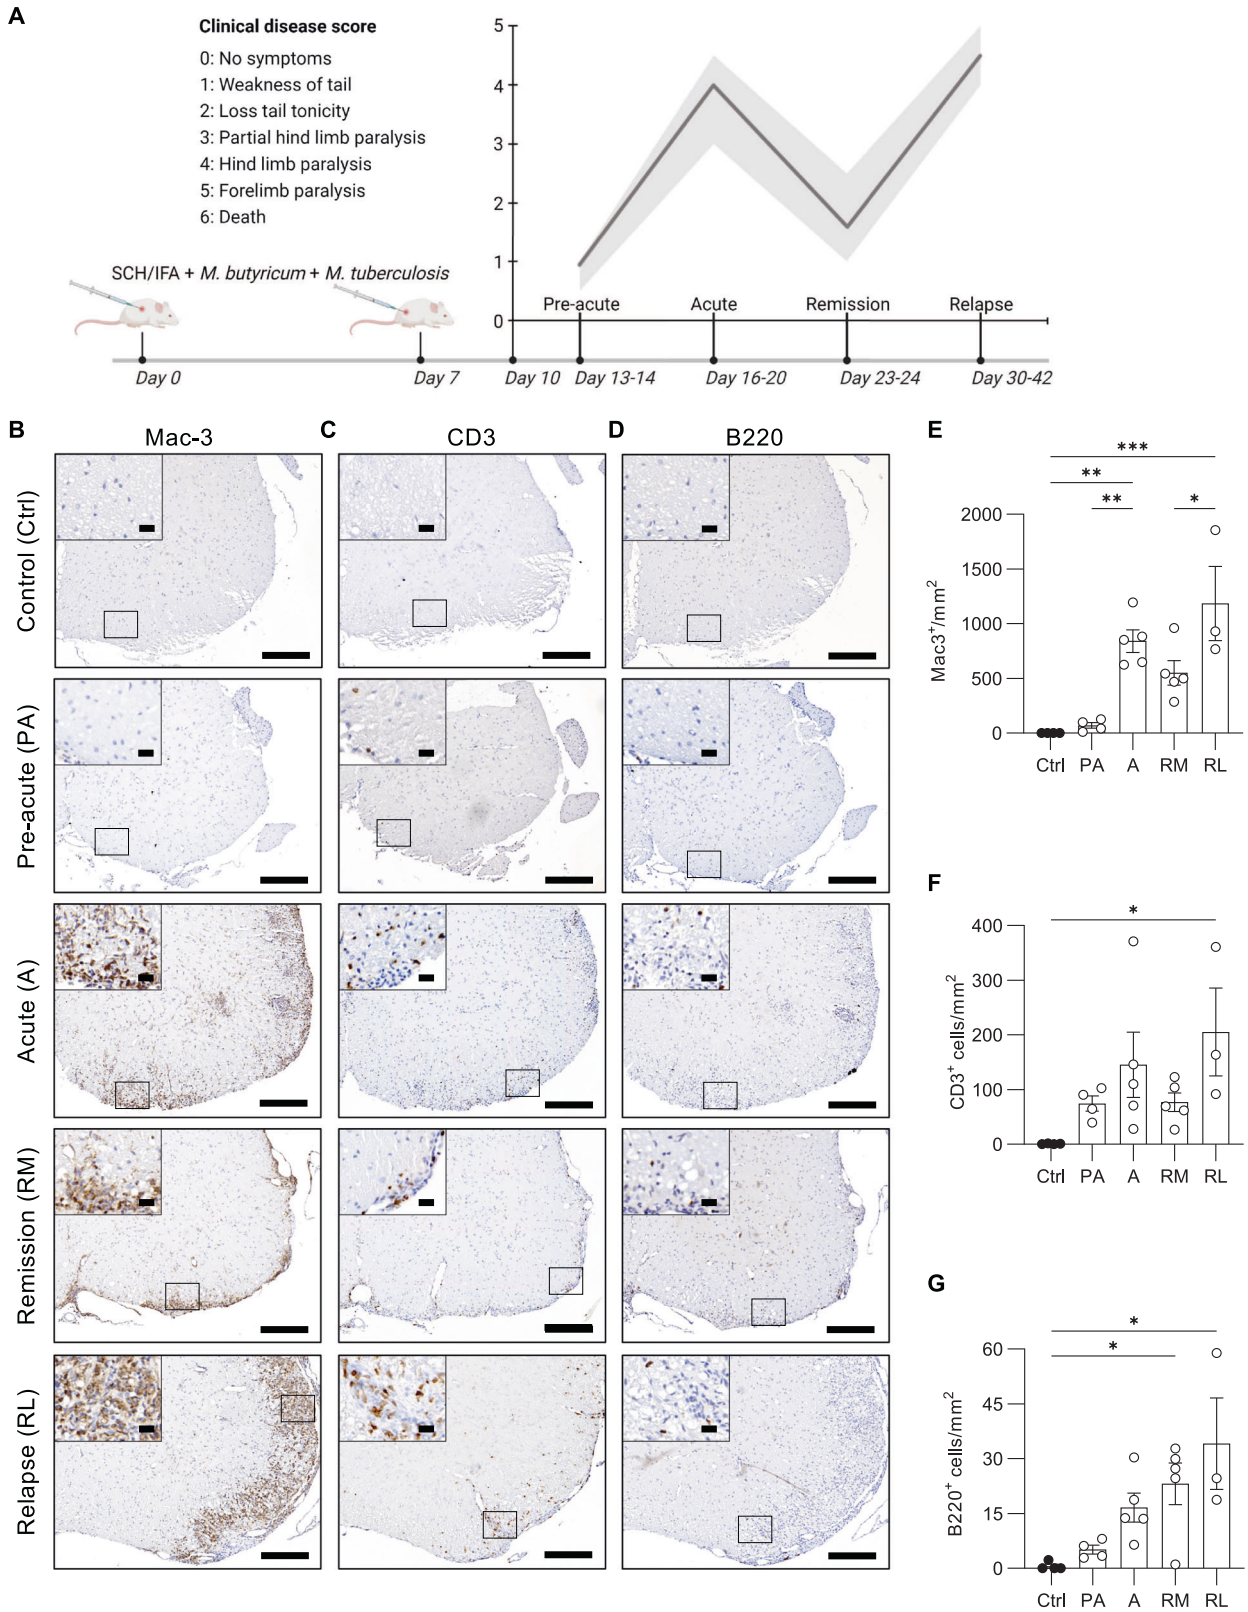 A
Clinical disease score
0: No symptoms
1: Weakness of tail
2: Loss tail tonicity
3: Partial hind limb paralysis
4: Hind limb paralysis
5: Forelimb paralysis
6: Death
SCH/IFA + M. butyricum + M. tuberculosis
5
4
3
2
1
0
Pre-acute Acute Remission Relapse
Day 0 Day 7 Day 10 Day 13-14 Day 16-20 Day 23-24 Day 30-42
B Mac-3 C CD3 D B220
Control (Ctrl)
Pre-acute (PA)
Acute (A)
Remission (RM)
Relapse (RL)
E
***
**
** *
Mac3+/mm2
2000
1500
1000
500
0
Ctrl PA A RM RL
F
*
CD3+ cells/mm2
400
300
200
100
0
Ctrl PA A RM RL
G
*
*
B220+ cells/mm2
60
45
30
15
0
Ctrl PA A RM RL